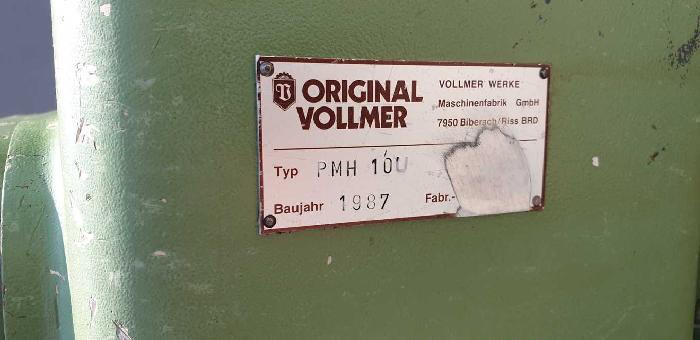 ORIGINAL
VOLLMER
VOLLMER WERKE
Maschinenfabrik GmbH
7950 Biberach/Riss BRD
Typ PMH 10U
Baujahr 1987 Fabr.-